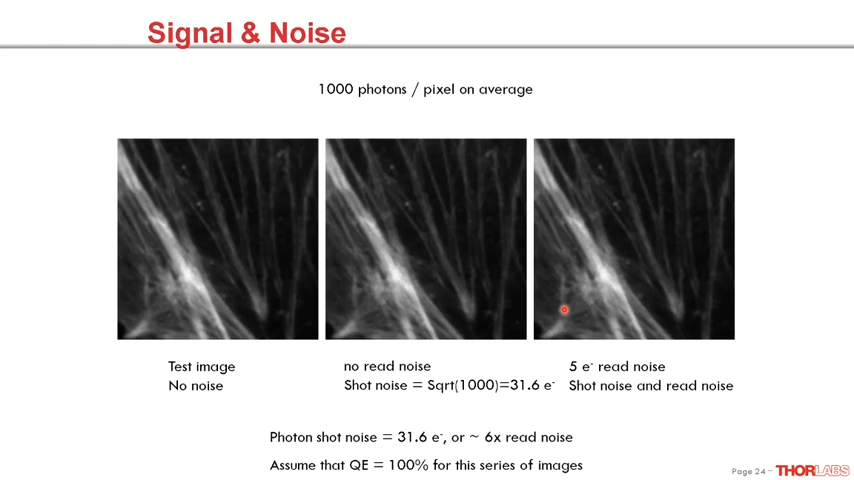 Signal & Noise
1000 photons / pixel on average
Test image
No noise
no read noise
Shot noise = Sqrt(1000)=31.6 e-
5 e- read noise
Shot noise and read noise
Photon shot noise = 31.6 e-, or ~ 6x read noise
Assume that QE = 100% for this series of images
Page 24 – THORLABS